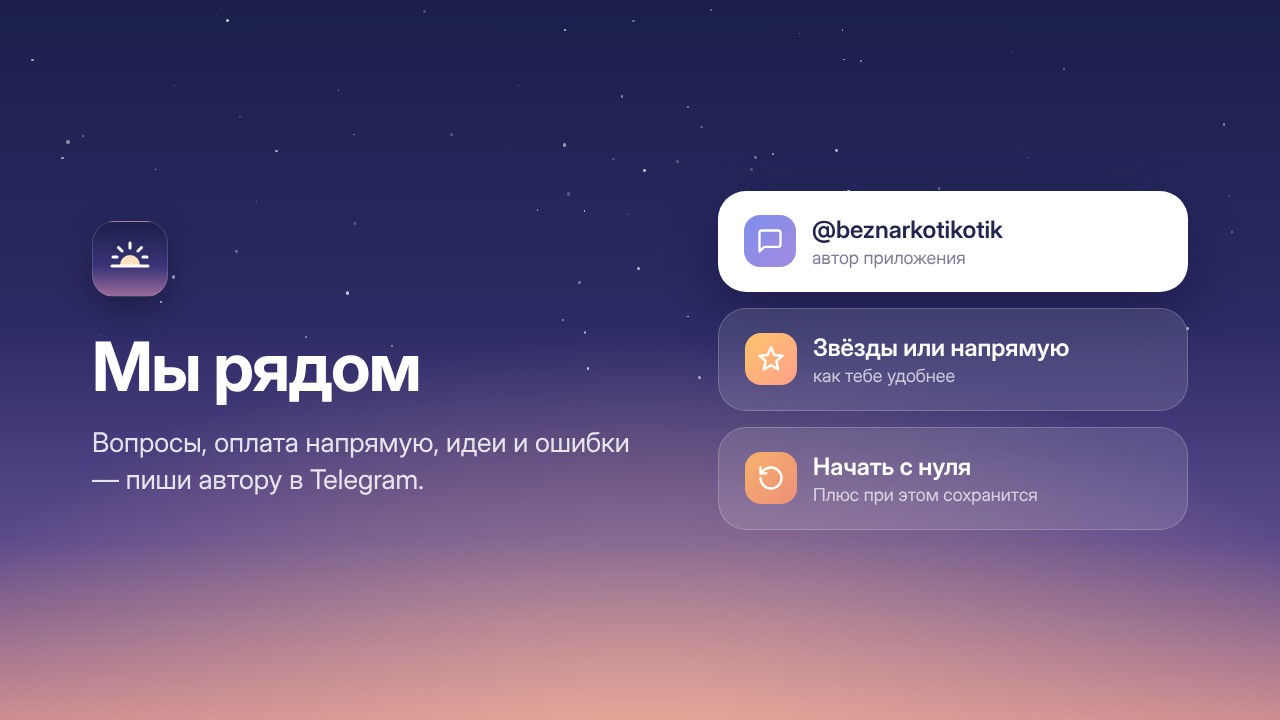 Мы рядом
Вопросы, оплата напрямую, идеи и ошибки
— пиши автору в Telegram.
@beznarkotikotik
автор приложения
Звёзды или напрямую
как тебе удобнее
Начать с нуля
Плюс при этом сохранится